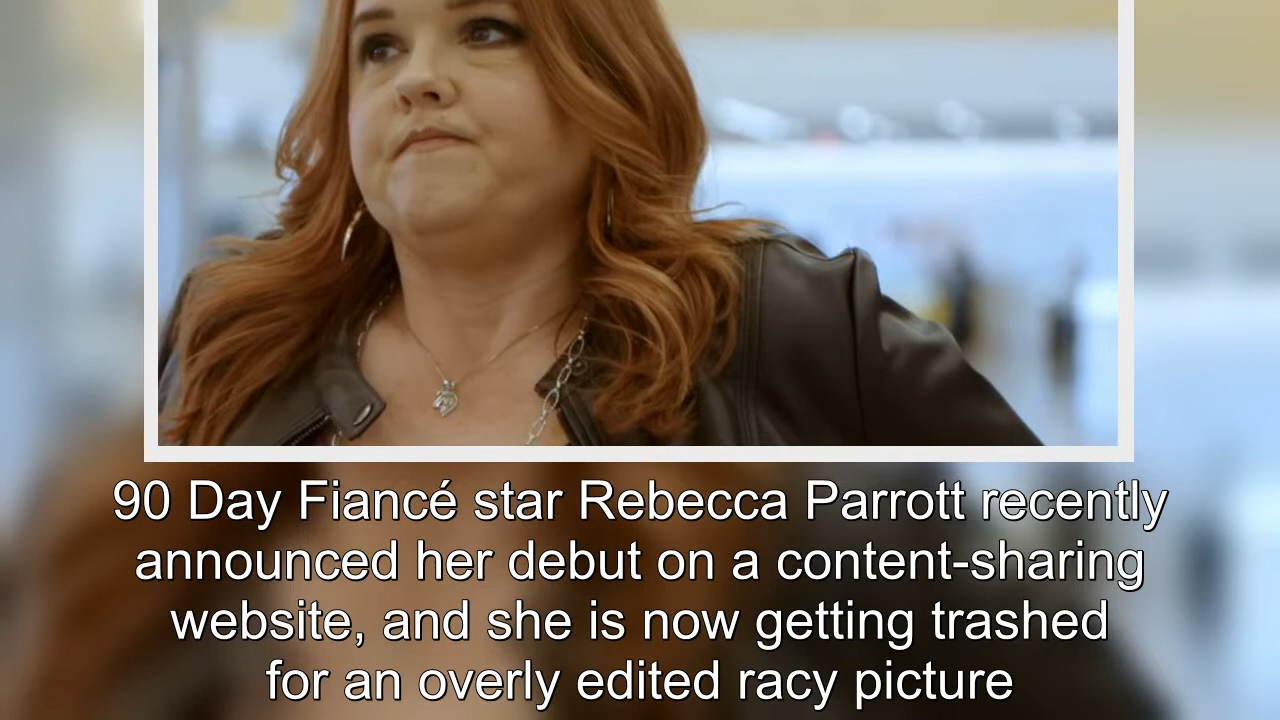 90 Day Fiancé star Rebecca Parrott recently
announced her debut on a content-sharing
website, and she is now getting trashed
for an overly edited racy picture